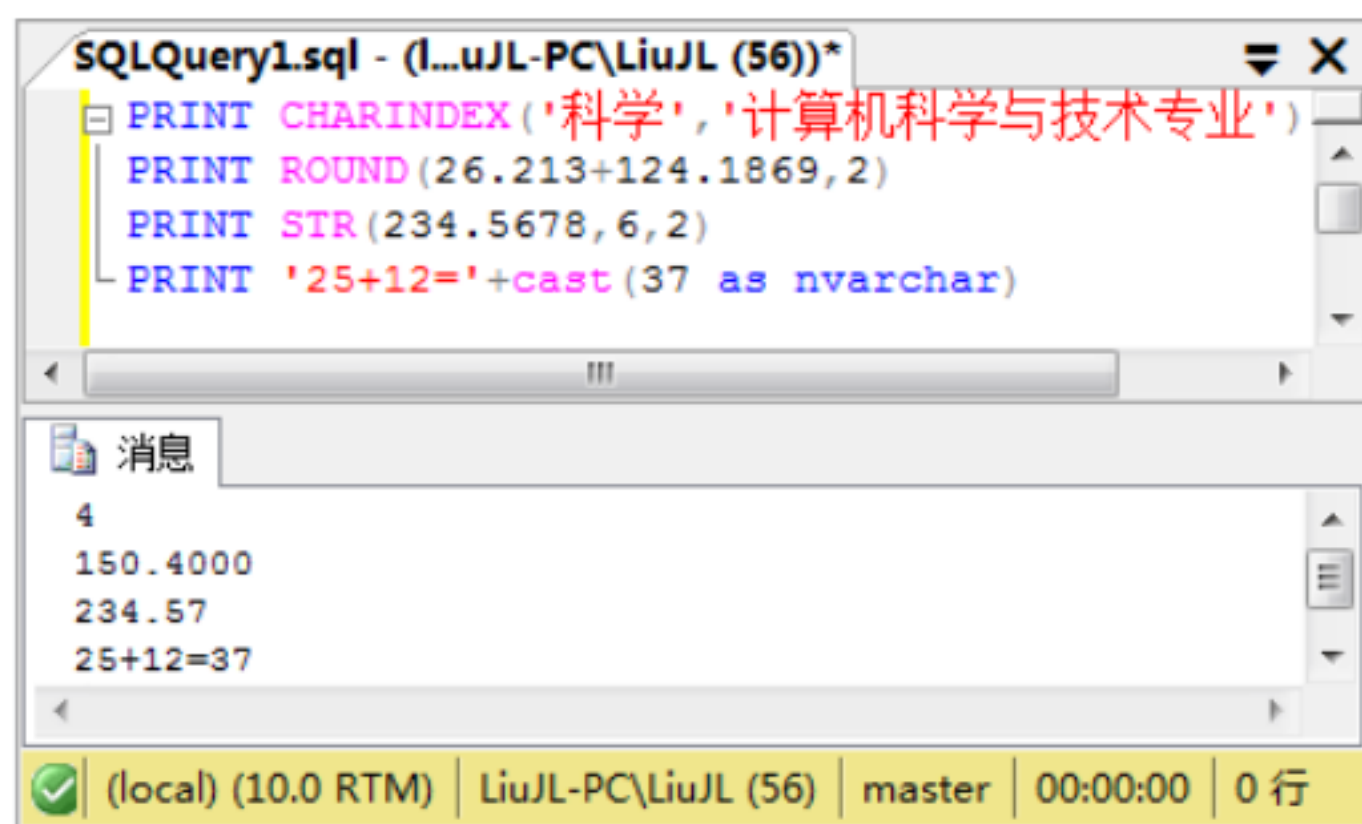 SQLQuery1.sql - (l...uJL-PC\LiuJL (56))*
PRINT CHARINDEX('科学','计算机科学与技术专业')
PRINT ROUND(26.213+124.1869,2)
PRINT STR(234.5678,6,2)
PRINT '25+12='+cast(37 as nvarchar)
消息
4
150.4000
234.57
25+12=37
(local) (10.0 RTM) LiuJL-PC\LiuJL (56) master 00:00:00 0 行